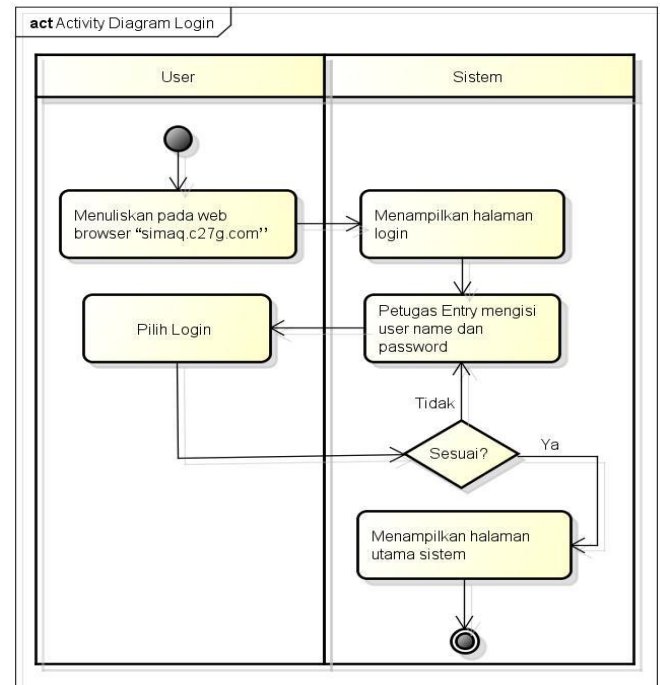 act Activity Diagram Login
User
Sistem
Menuliskan pada web
browser “simaq.c27g.com’’
Menampilkan halaman
login
Pilih Login
Petugas Entry mengisi
user name dan
password
Tidak
Sesuai?
Ya
Menampilkan halaman
utama sistem